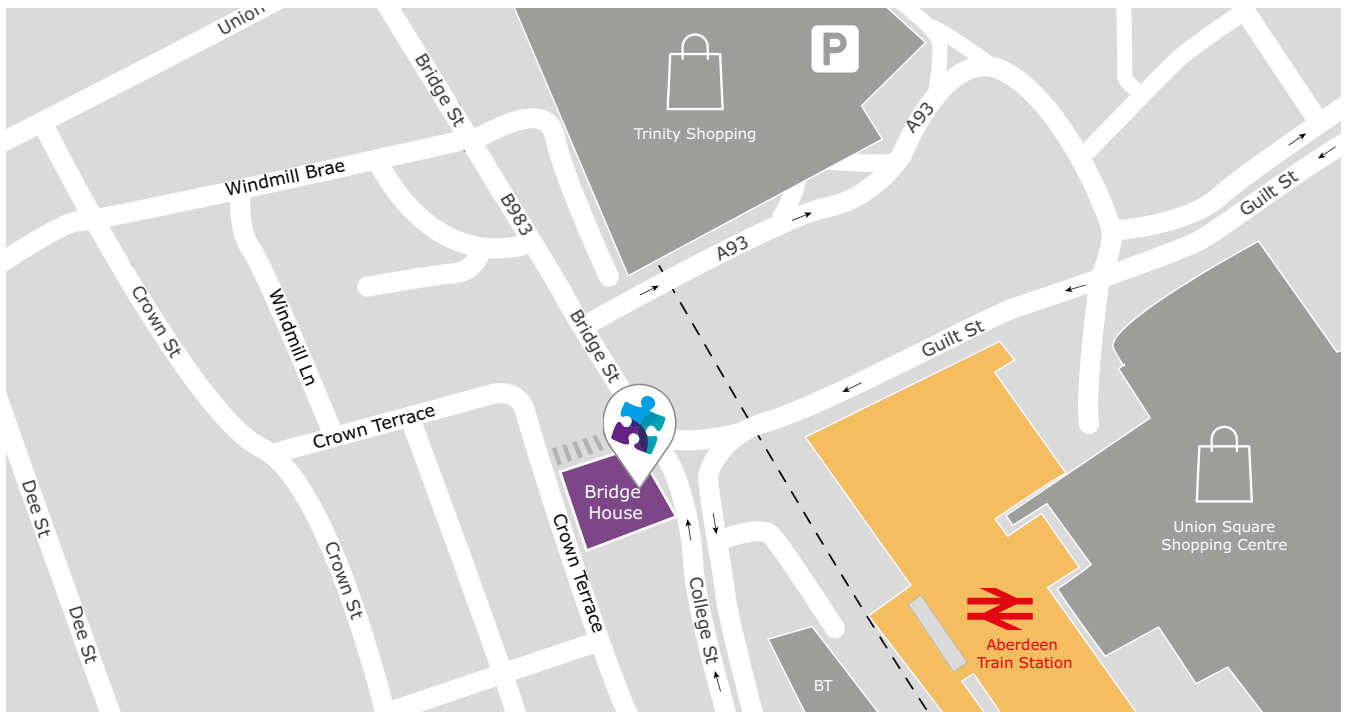 Union
Bridge St
P
Trinity Shopping
A93
Windmill Brae
B983
A93
Guilt St
Crown St
Windmill Ln
Bridge St
Guilt St
Crown Terrace
Dee St
Bridge
House
Crown Terrace
Crown St
College St
Union Square
Shopping Centre
Dee St
Aberdeen
Train Station
BT